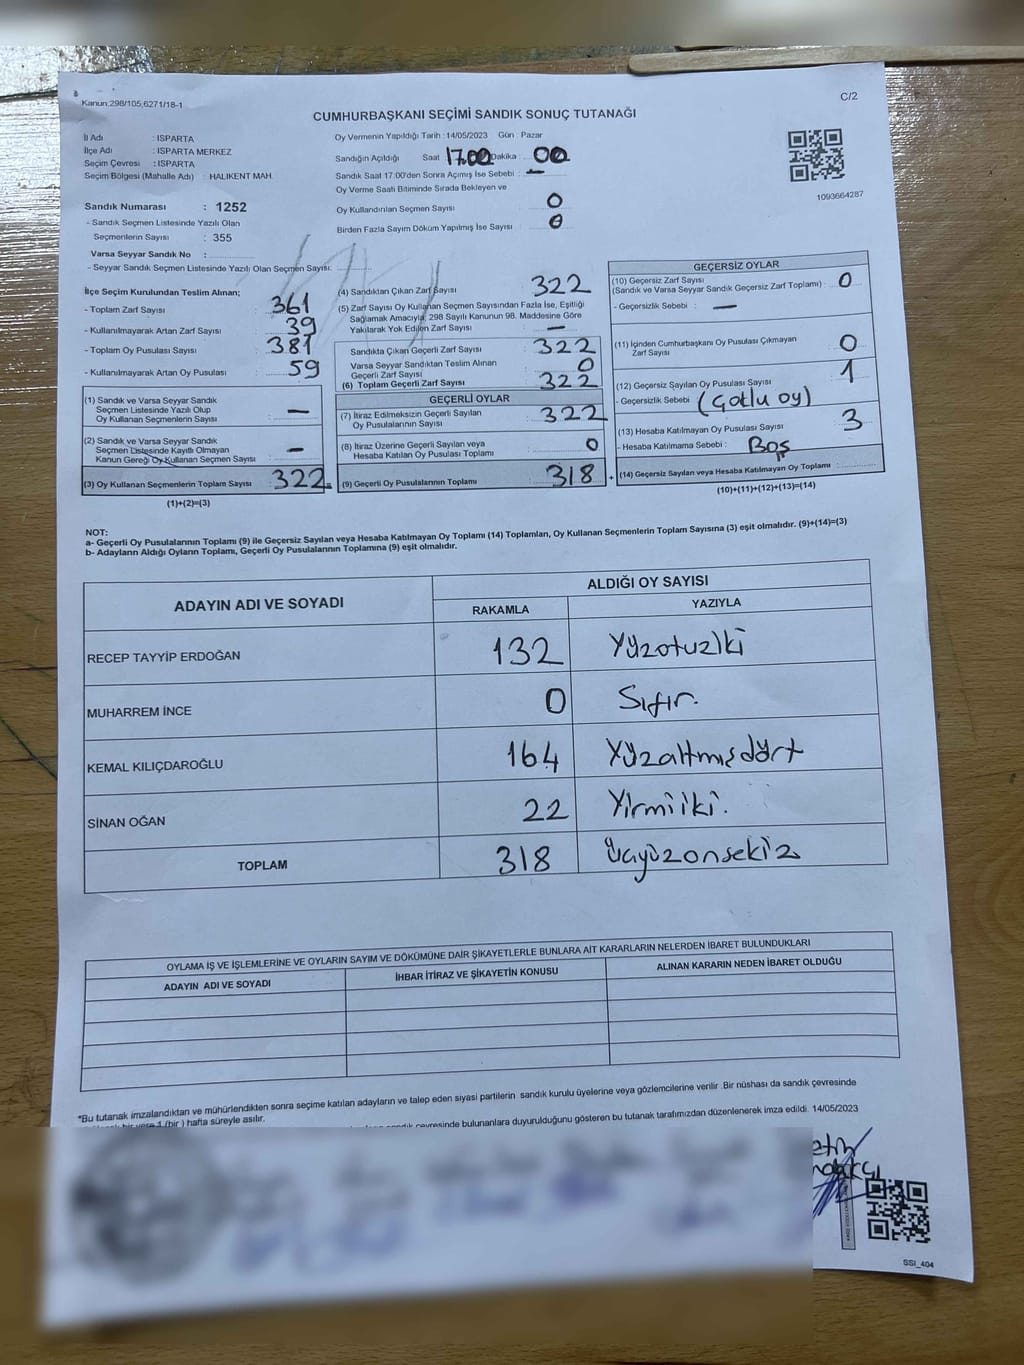 Kanun:298/105,6271/18-1
C/2
CUMHURBAŞKANI SEÇİMİ SANDIK SONUÇ TUTANAĞI
İl Adı : ISPARTA
İlçe Adı : ISPARTA MERKEZ
Seçim Çevresi : ISPARTA
Seçim Bölgesi (Mahalle Adı) : HALIKENT MAH.
Sandık Numarası : 1252
- Sandık Seçmen Listesinde Yazılı Olan
Seçmenlerin Sayısı : 355
Varsa Seyyar Sandık No :
- Seyyar Sandık Seçmen Listesinde Yazılı Olan Seçmen Sayısı:
Oy Vermenin Yapıldığı Tarih : 14/05/2023 Gün : Pazar
Sandığın Açıldığı Saat 17.00 Dakika : 00
Sandık Saat 17:00'den Sonra Açımış İse Sebebi : —
Oy Verme Saati Bitiminde Sırada Bekleyen ve
Oy Kullandırılan Seçmen Sayısı 0
Birden Fazla Sayım Döküm Yapılmış İse Sayısı : 0
1093664287
İlçe Seçim Kurulundan Teslim Alınan;
- Toplam Zarf Sayısı : 361
- Kullanılmayarak Artan Zarf Sayısı : 39
- Toplam Oy Pusulası Sayısı : 381
- Kullanılmayarak Artan Oy Pusulası : 59
(1) Sandık ve Varsa Seyyar Sandık
Seçmen Listesinde Yazılı Olup
Oy Kullanan Seçmenlerin Sayısı : —
(2) Sandık ve Varsa Seyyar Sandık
Seçmen Listesinde Kayıtlı Olmayan
Kanun Gereği Oy Kullanan Seçmen Sayısı : —
(3) Oy Kullanan Seçmenlerin Toplam Sayısı : 322 =
(1)+(2)=(3)
(4) Sandıktan Çıkan Zarf Sayısı : 322
(5) Zarf Sayısı Oy Kullanan Seçmen Sayısından Fazla İse, Eşitliği
Sağlamak Amacıyla; 298 Sayılı Kanunun 98. Maddesine Göre
Yakılarak Yok Edilen Zarf Sayısı : —
Sandıkta Çıkan Geçerli Zarf Sayısı : 322
Varsa Seyyar Sandıktan Teslim Alınan
Geçerli Zarf Sayısı : 0
(6) Toplam Geçerli Zarf Sayısı : 322
GEÇERLİ OYLAR
(7) İtiraz Edilmeksizin Geçerli Sayılan
Oy Pusulalarının Sayısı : 322
(8) İtiraz Üzerine Geçerli Sayılan veya
Hesaba Katılan Oy Pusulası Toplamı : 0
(9) Geçerli Oy Pusulalarının Toplamı : 318 +
GEÇERSİZ OYLAR
(10) Geçersiz Zarf Sayısı
(Sandık ve Varsa Seyyar Sandık Geçersiz Zarf Toplamı) : 0
- Geçersizlik Sebebi : —
(11) İçinden Cumhurbaşkanı Oy Pusulası Çıkmayan
Zarf Sayısı : 0
(12) Geçersiz Sayılan Oy Pusulası Sayısı : 1
- Geçersizlik Sebebi (Çatlu oy)
(13) Hesaba Katılmayan Oy Pusulası Sayısı : 3
- Hesaba Katılmama Sebebi : Boş
(14) Geçersiz Sayılan veya Hesaba Katılmayan Oy Toplamı :
(10)+(11)+(12)+(13)=(14)
NOT:
a- Geçerli Oy Pusulalarının Toplamı (9) ile Geçersiz Sayılan veya Hesaba Katılmayan Oy Toplamı (14) Toplamları, Oy Kullanan Seçmenlerin Toplam Sayısına (3) eşit olmalıdır. (9)+(14)=(3)
b- Adayların Aldığı Oyların Toplamı, Geçerli Oy Pusulalarının Toplamına (9) eşit olmalıdır.
ADAYIN ADI VE SOYADI
ALDIĞI OY SAYISI
RAKAMLA YAZIYLA
RECEP TAYYİP ERDOĞAN 132 Yüzotuziki
MUHARREM İNCE 0 Sıfır.
KEMAL KILIÇDAROĞLU 164 Yüzaltmışdört
SİNAN OĞAN 22 Yirmiiki.
TOPLAM 318 üçyüzonsekiz
OYLAMA İŞ VE İŞLEMLERİNE VE OYLARIN SAYIM VE DÖKÜMÜNE DAİR ŞİKAYETLERLE BUNLARA AİT KARARLARIN NELERDEN İBARET BULUNDUKLARI
ADAYIN ADI VE SOYADI İHBAR İTİRAZ VE ŞİKAYETİN KONUSU ALINAN KARARIN NEDEN İBARET OLDUĞU
*Bu tutanak imzalandıktan ve mühürlendikten sonra seçime katılan adayların ve talep eden siyasi partilerin sandık kurulu üyelerine veya gözlemcilerine verilir .Bir nüshası da sandık çevresinde
yere 1 (bir ) hafta süreyle asılır.
çevresinde bulunanlara duyurulduğunu gösteren bu tutanak tarafımızdan düzenlenerek imza edildi. 14/05/2023
SSI_404